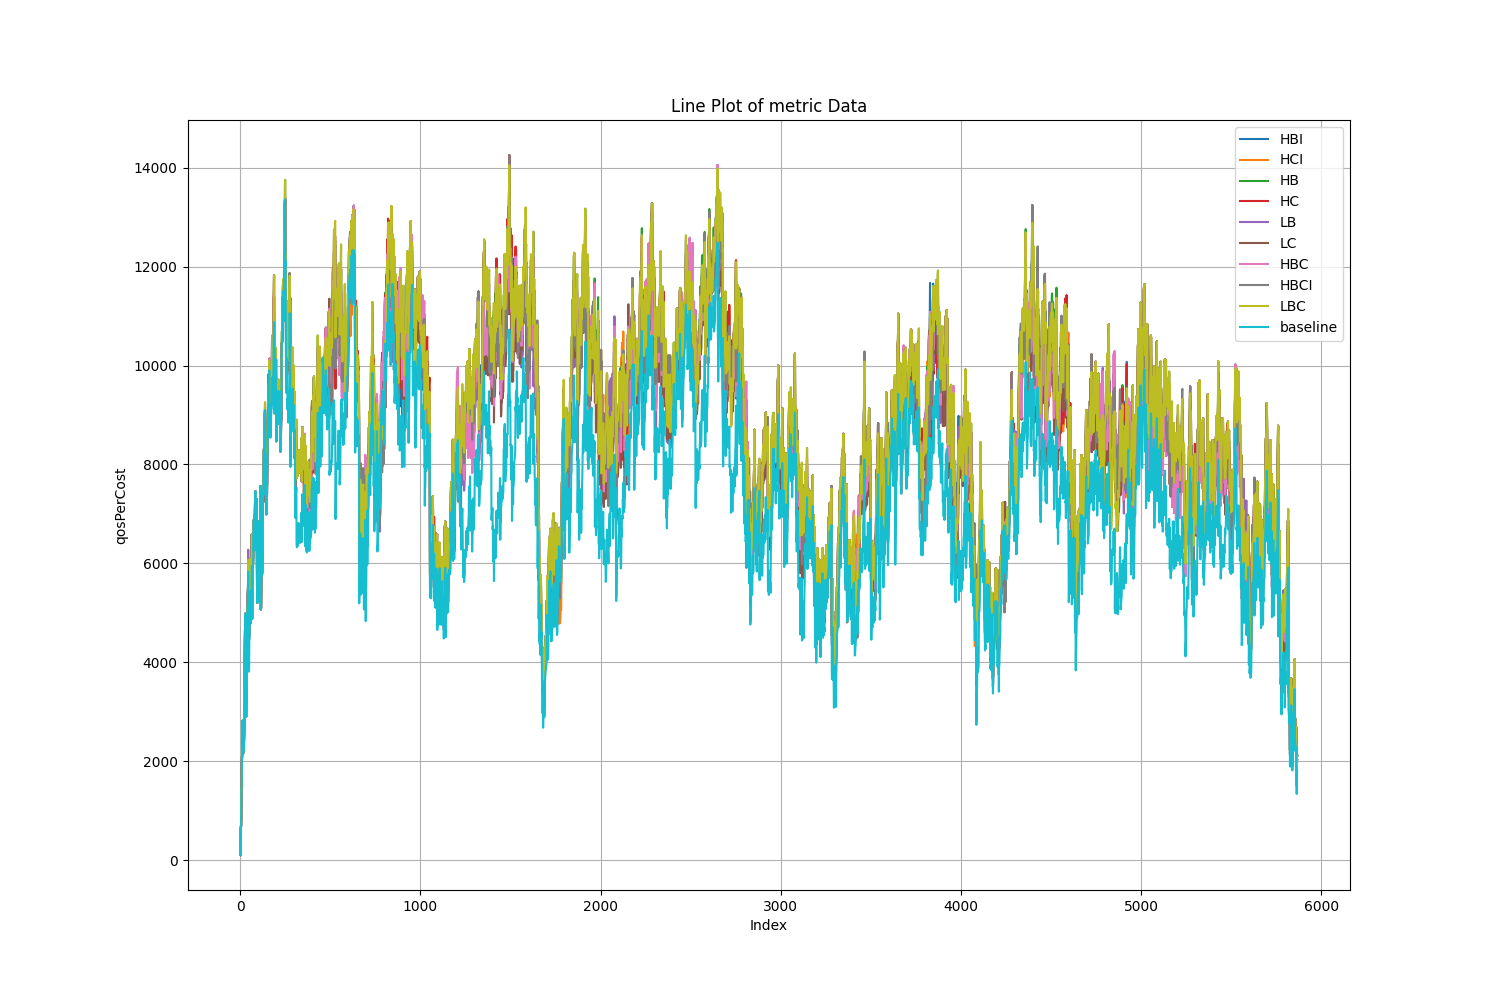 Line Plot of metric Data
HBI
HCI
HB
HC
LB
LC
HBC
HBCI
LBC
baseline
14000
12000
10000
8000
6000
4000
2000
0
qosPerCost
0 1000 2000 3000 4000 5000 6000
Index